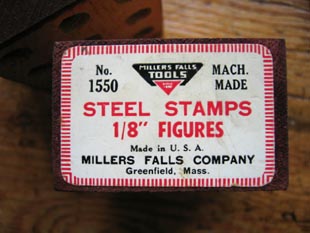 No. 1550
MILLERS FALLS
TOOLS
MACH. MADE
STEEL STAMPS
1/8" FIGURES
Made in U. S. A.
MILLERS FALLS COMPANY
Greenfield, Mass.